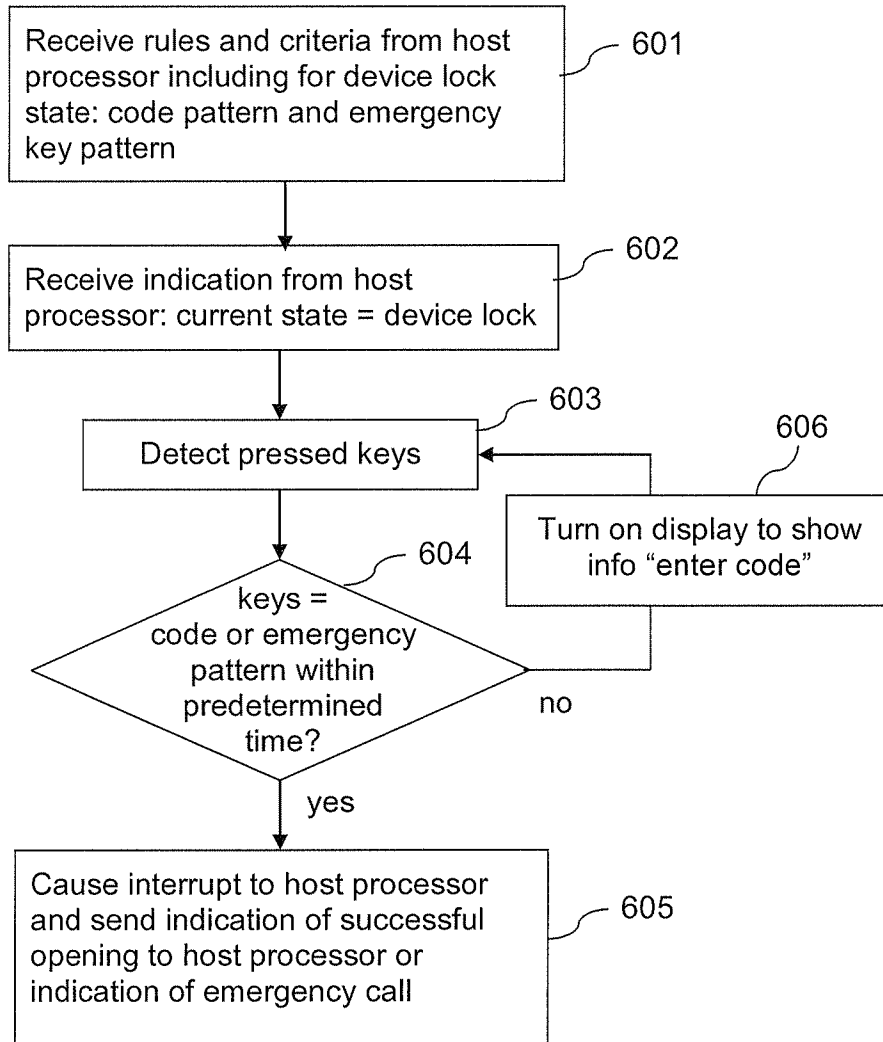 Receive rules and criteria from host
processor including for device lock
state: code pattern and emergency
key pattern
601
Receive indication from host
processor: current state = device lock
602
Detect pressed keys
603
606
Turn on display to show
info “enter code”
604
keys =
code or emergency
pattern within
predetermined
time?
no
yes
Cause interrupt to host processor
and send indication of successful
opening to host processor or
indication of emergency call
605